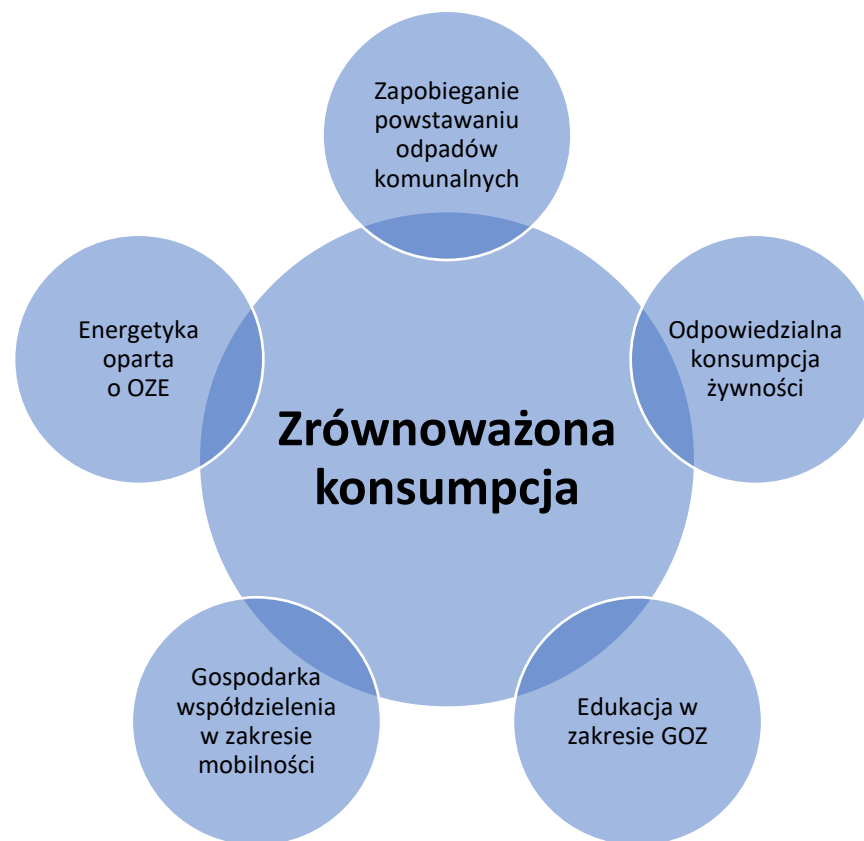 Zapobieganie
powstawaniu
odpadów
komunalnych
Odpowiedzialna
konsumpcja
żywności
Edukacja w
zakresie GOZ
Gospodarka
współdzielenia
w zakresie
mobilności
Energetyka
oparta
o OZE
Zrównoważona
konsumpcja